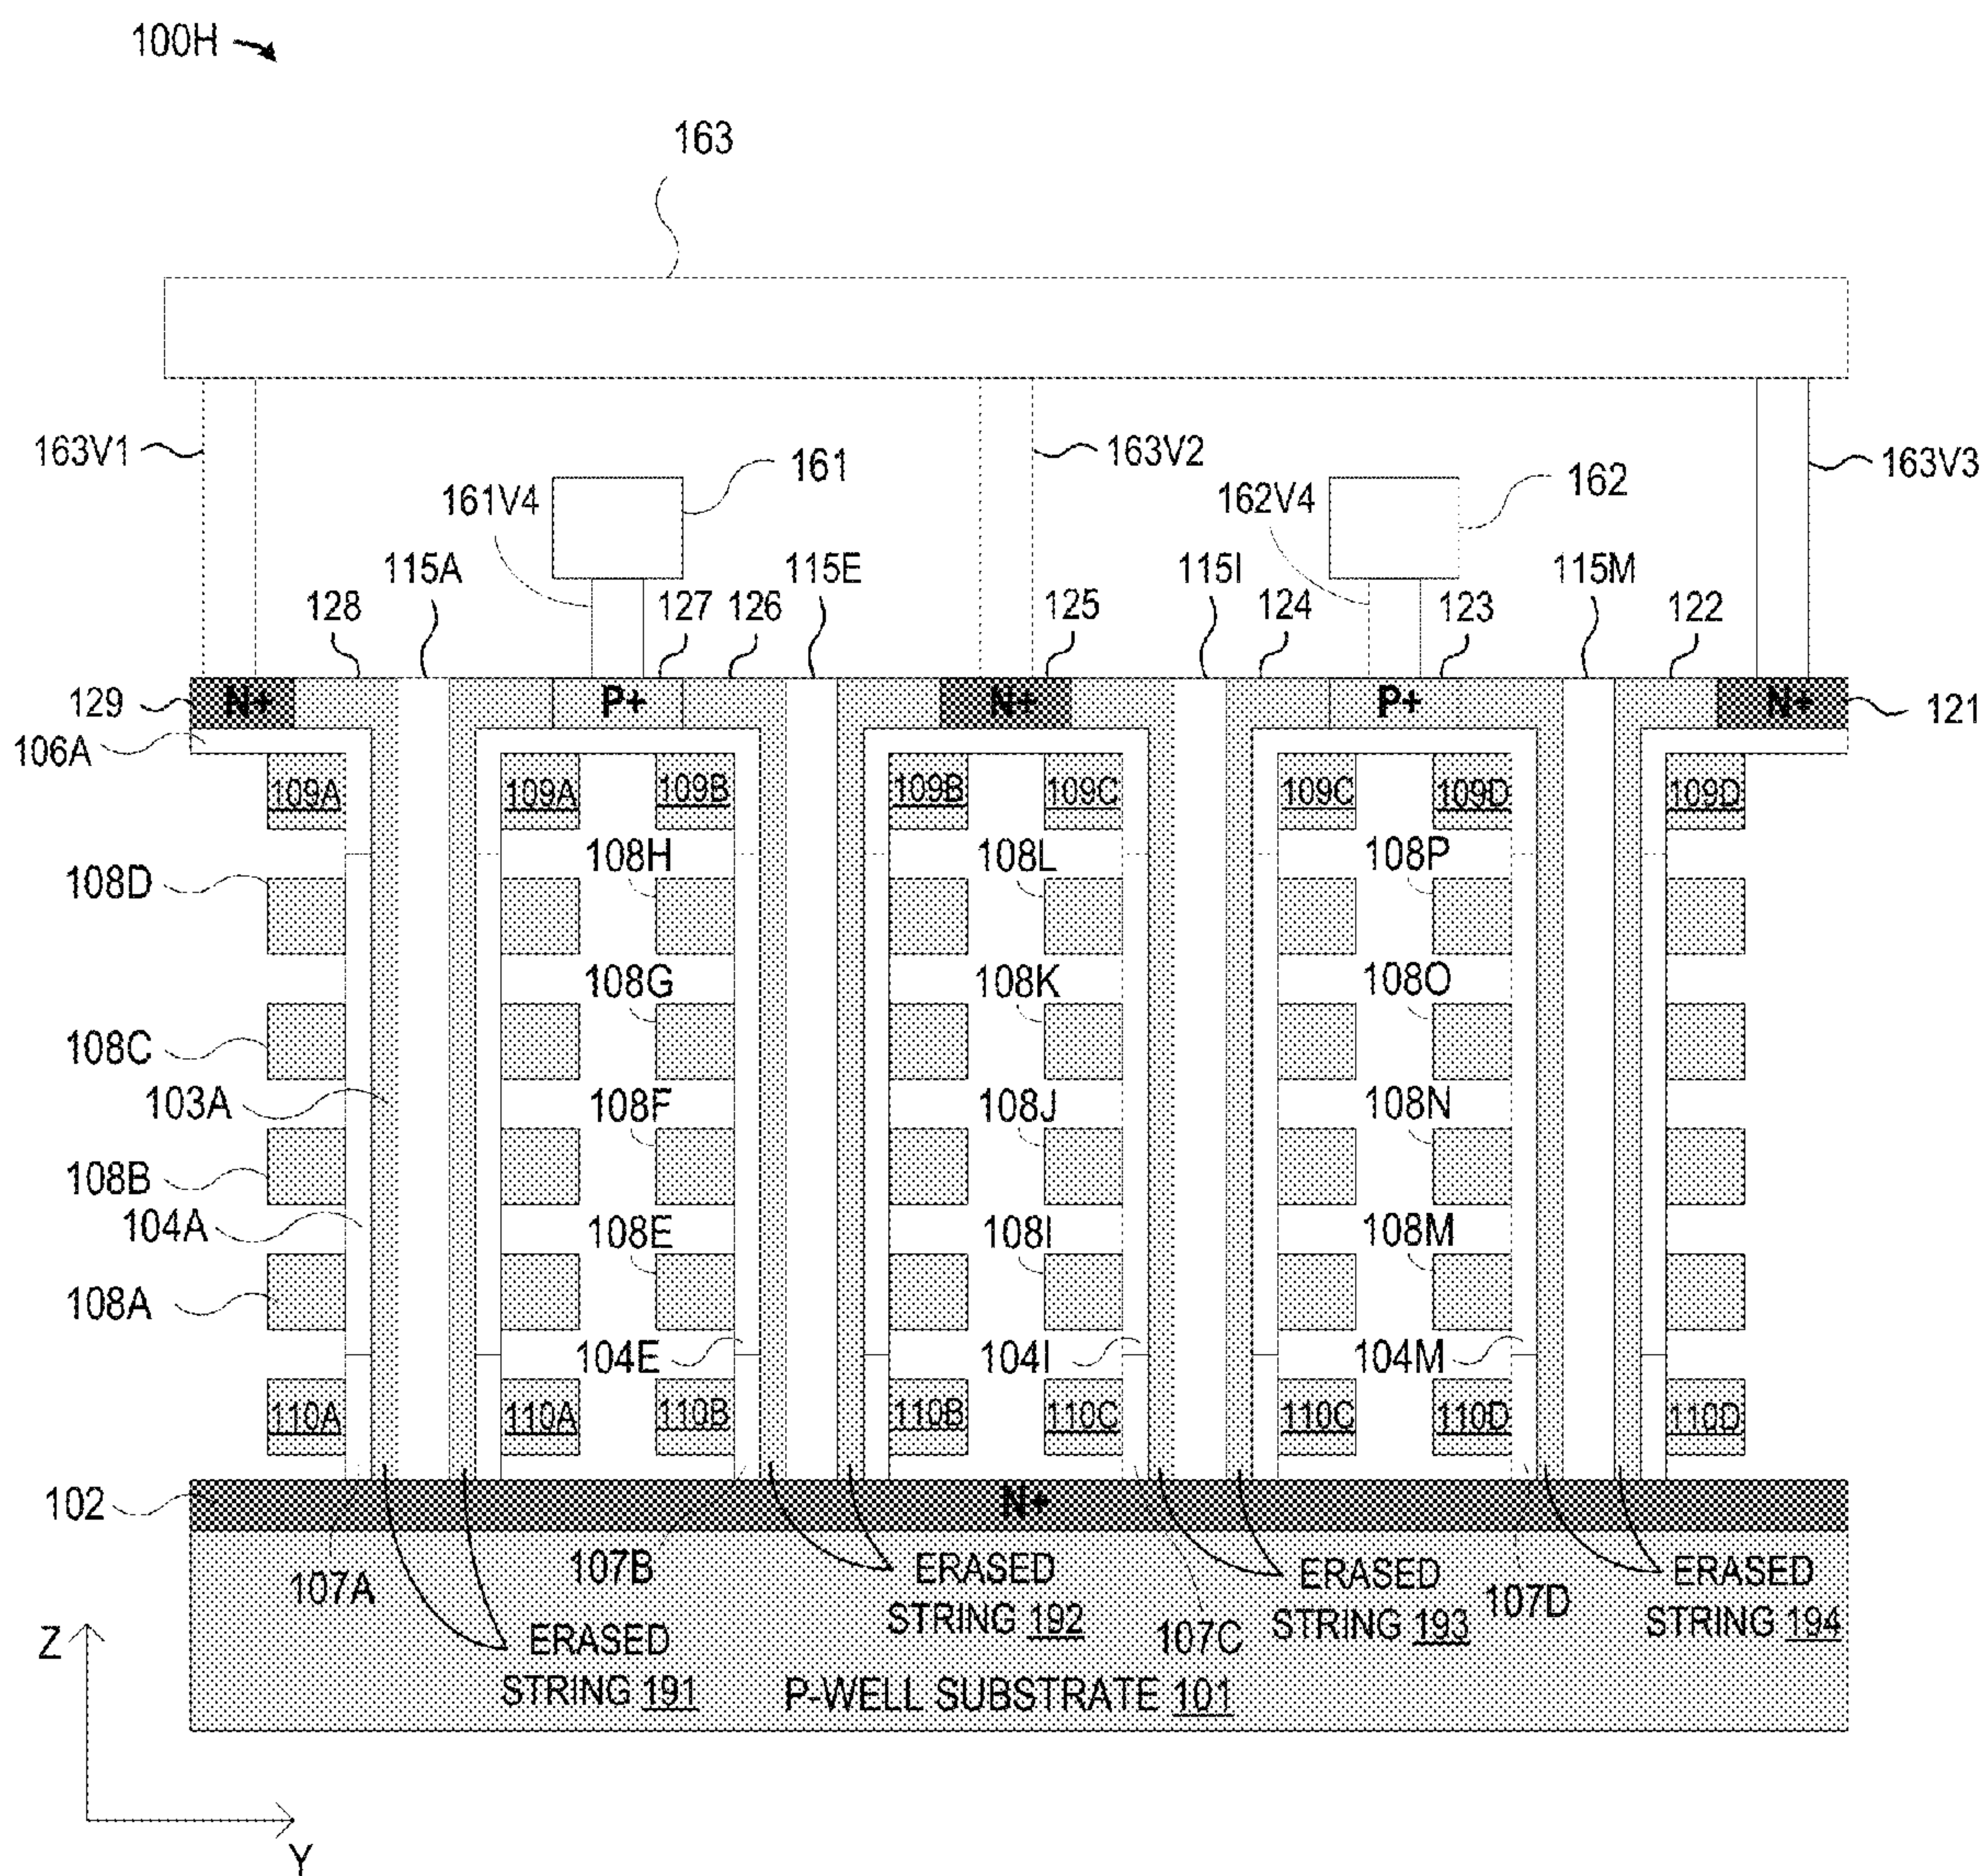 100H
163
163V1
163V2
163V3
161
162
161V4
162V4
128
115A
127
126
115E
125
115I
124
123
115M
122
129
N+
P+
N+
P+
N+
121
106A
109A
109A
109B
109B
109C
109C
109D
109D
108D
108H
108L
108P
108C
108G
108K
108O
103A
108F
108J
108N
108B
104A
108E
108I
108M
108A
104E
104I
104M
110A
110A
110B
110B
110C
110C
110D
110D
102
N+
107A
107B
107C
107D
ERASED
STRING 191
ERASED
STRING 192
ERASED
STRING 193
ERASED
STRING 194
P-WELL SUBSTRATE 101
Z
Y